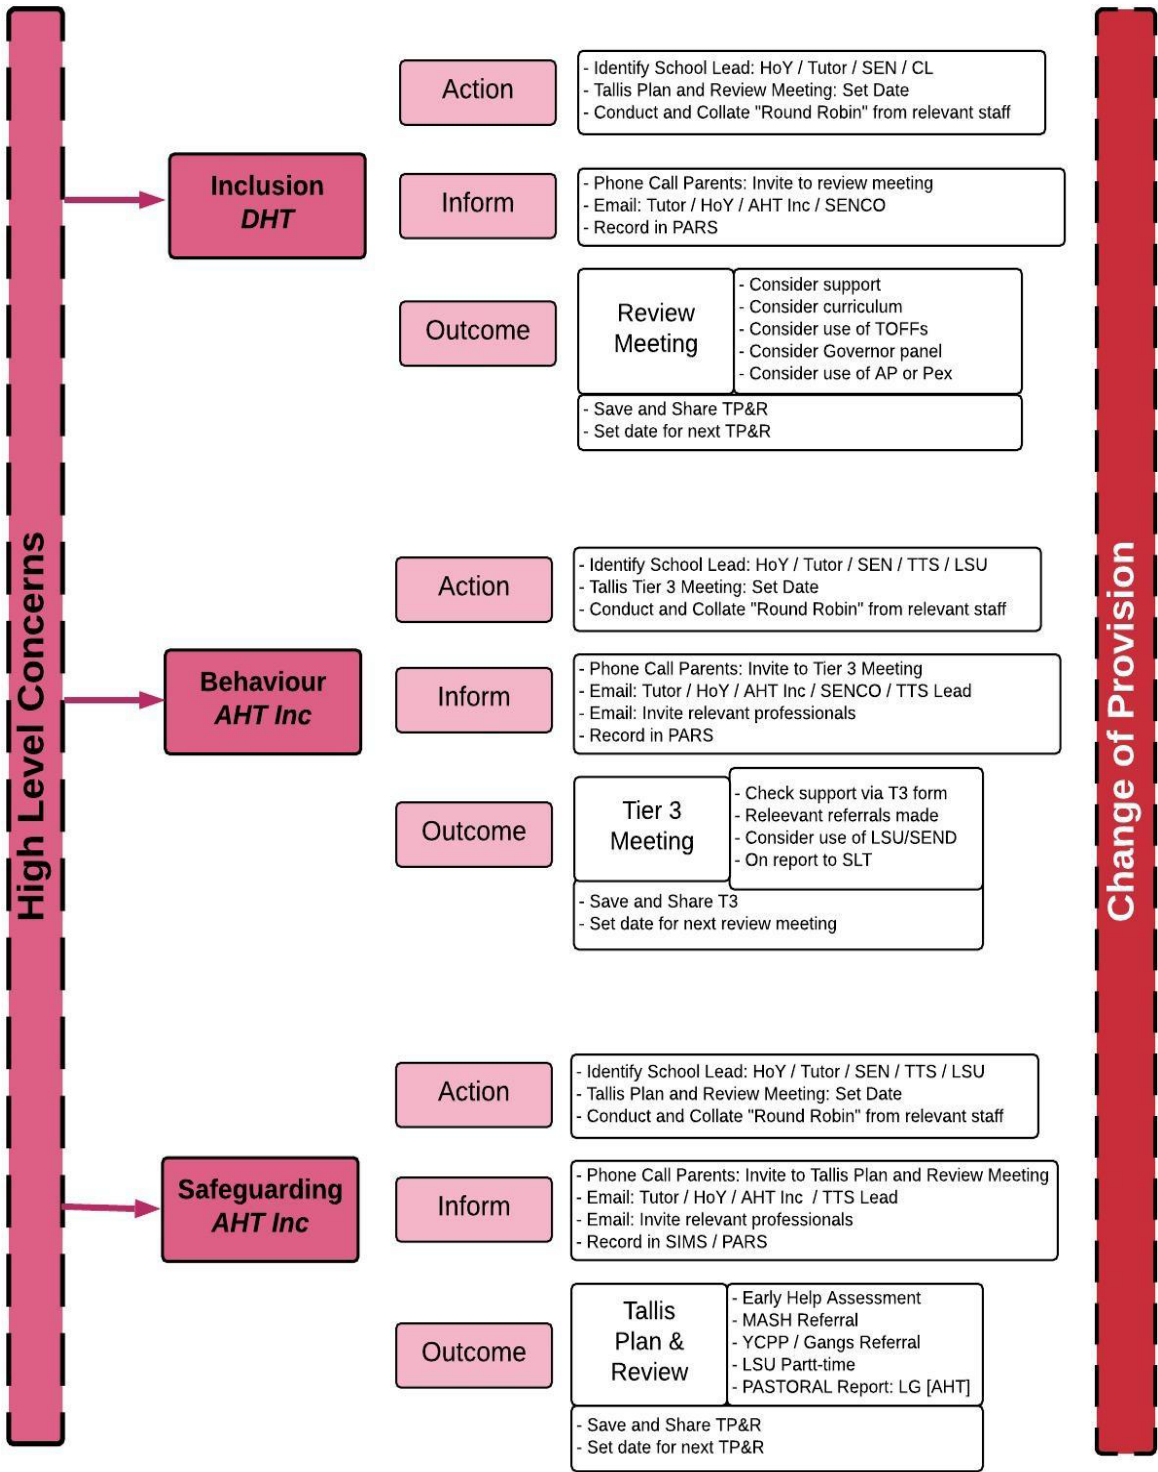 High Level Concerns
Inclusion
DHT
Action
- Identify School Lead: HoY / Tutor / SEN / CL
- Tallis Plan and Review Meeting: Set Date
- Conduct and Collate "Round Robin" from relevant staff
Inform
- Phone Call Parents: Invite to review meeting
- Email: Tutor / HoY / AHT Inc / SENCO
- Record in PARS
Outcome
Review
Meeting
- Consider support
- Consider curriculum
- Consider use of TOFFs
- Consider Governor panel
- Consider use of AP or Pex
- Save and Share TP&R
- Set date for next TP&R
Behaviour
AHT Inc
Action
- Identify School Lead: HoY / Tutor / SEN / TTS / LSU
- Tallis Tier 3 Meeting: Set Date
- Conduct and Collate "Round Robin" from relevant staff
Inform
- Phone Call Parents: Invite to Tier 3 Meeting
- Email: Tutor / HoY / AHT Inc / SENCO / TTS Lead
- Email: Invite relevant professionals
- Record in PARS
Outcome
Tier 3
Meeting
- Check support via T3 form
- Releevant referrals made
- Consider use of LSU/SEND
- On report to SLT
- Save and Share T3
- Set date for next review meeting
Safeguarding
AHT Inc
Action
- Identify School Lead: HoY / Tutor / SEN / TTS / LSU
- Tallis Plan and Review Meeting: Set Date
- Conduct and Collate "Round Robin" from relevant staff
Inform
- Phone Call Parents: Invite to Tallis Plan and Review Meeting
- Email: Tutor / HoY / AHT Inc  / TTS Lead
- Email: Invite relevant professionals
- Record in SIMS / PARS
Outcome
Tallis
Plan &
Review
- Early Help Assessment
- MASH Referral
- YCPP / Gangs Referral
- LSU Partt-time
- PASTORAL Report: LG [AHT]
- Save and Share TP&R
- Set date for next TP&R
Change of Provision